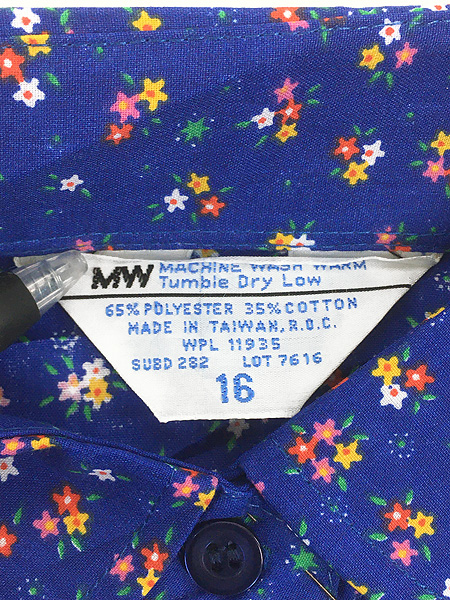 MW MACHINE WASH WARM
Tumble Dry Low
65% POLYESTER 35% COTTON
MADE IN TAIWAN, R.O.C.
WPL 11935
SUBD 282 LOT 7616
16